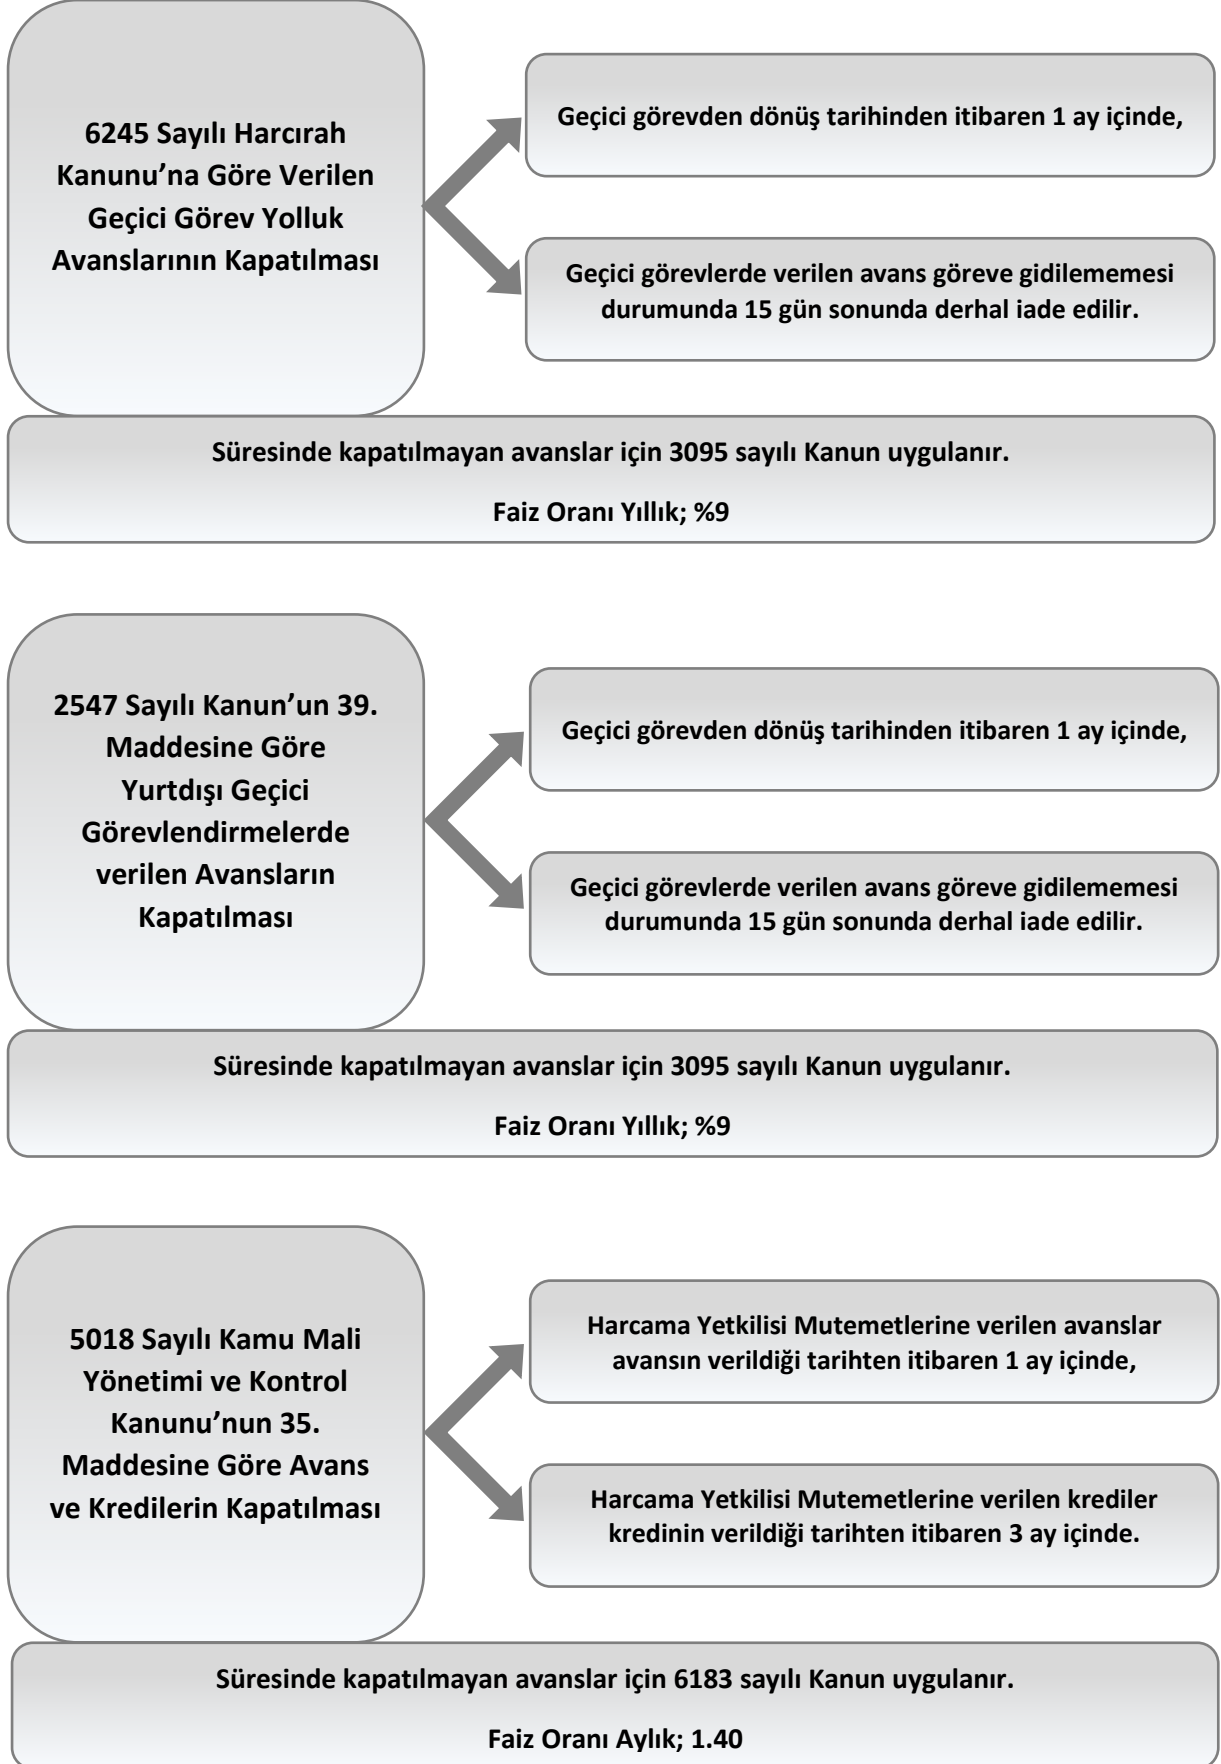 6245 Sayılı Harcırah
Kanunu’na Göre Verilen
Geçici Görev Yolluk
Avanslarının Kapatılması
Geçici görevden dönüş tarihinden itibaren 1 ay içinde,
Geçici görevlerde verilen avans göreve gidilememesi
durumunda 15 gün sonunda derhal iade edilir.
Süresinde kapatılmayan avanslar için 3095 sayılı Kanun uygulanır.
Faiz Oranı Yıllık; %9
2547 Sayılı Kanun’un 39.
Maddesine Göre
Yurtdışı Geçici
Görevlendirmelerde
verilen Avansların
Kapatılması
Geçici görevden dönüş tarihinden itibaren 1 ay içinde,
Geçici görevlerde verilen avans göreve gidilememesi
durumunda 15 gün sonunda derhal iade edilir.
Süresinde kapatılmayan avanslar için 3095 sayılı Kanun uygulanır.
Faiz Oranı Yıllık; %9
5018 Sayılı Kamu Mali
Yönetimi ve Kontrol
Kanunu’nun 35.
Maddesine Göre Avans
ve Kredilerin Kapatılması
Harcama Yetkilisi Mutemetlerine verilen avanslar
avansın verildiği tarihten itibaren 1 ay içinde,
Harcama Yetkilisi Mutemetlerine verilen krediler
kredinin verildiği tarihten itibaren 3 ay içinde.
Süresinde kapatılmayan avanslar için 6183 sayılı Kanun uygulanır.
Faiz Oranı Aylık; 1.40